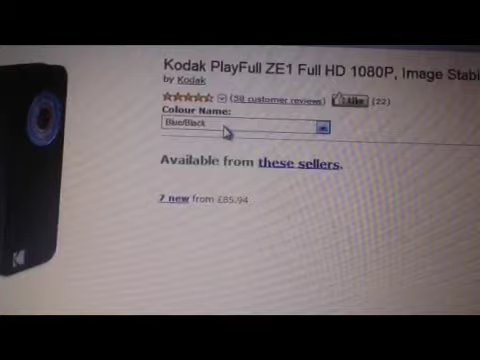 Kodak PlayFull ZE1 Full HD 1080P, Image Stabi
by Kodak
(58 customer reviews) Like (22)
Colour Name:
Blue/Black
Available from these sellers.
7 new from £85.94